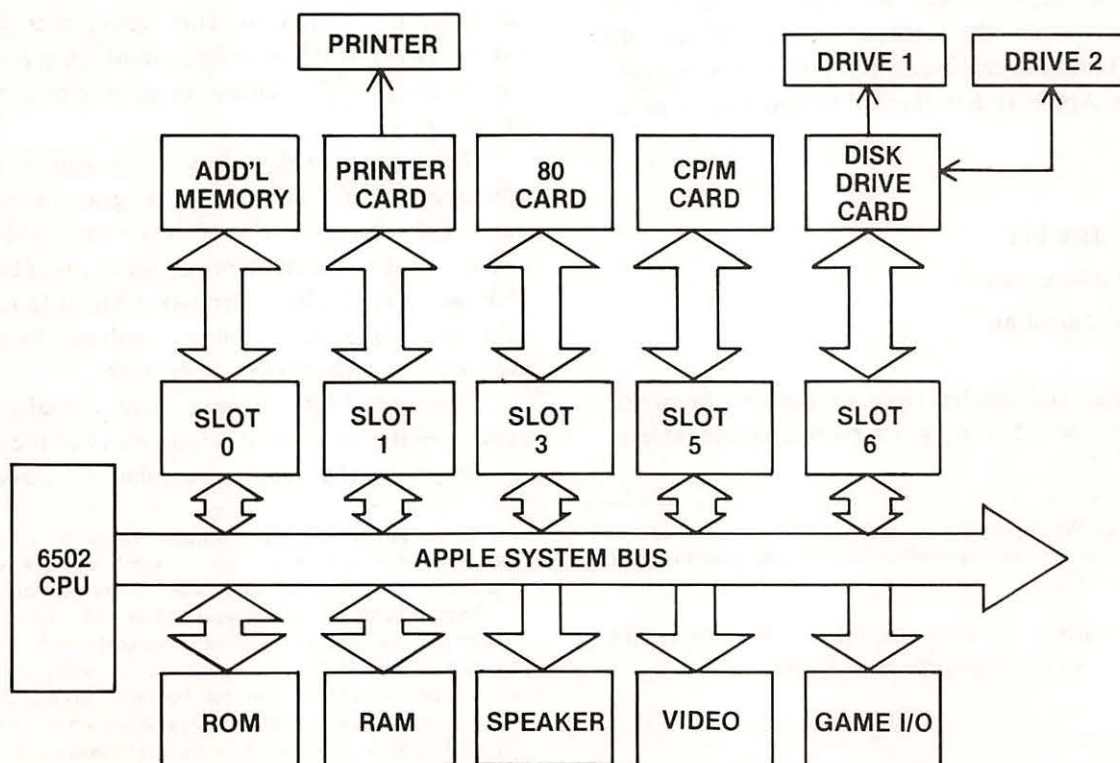 PRINTER
DRIVE 1
DRIVE 2
ADD'L
MEMORY
PRINTER
CARD
80
CARD
CP/M
CARD
DISK
DRIVE
CARD
SLOT
0
SLOT
1
SLOT
3
SLOT
5
SLOT
6
6502
CPU
APPLE SYSTEM BUS
ROM
RAM
SPEAKER
VIDEO
GAME I/O